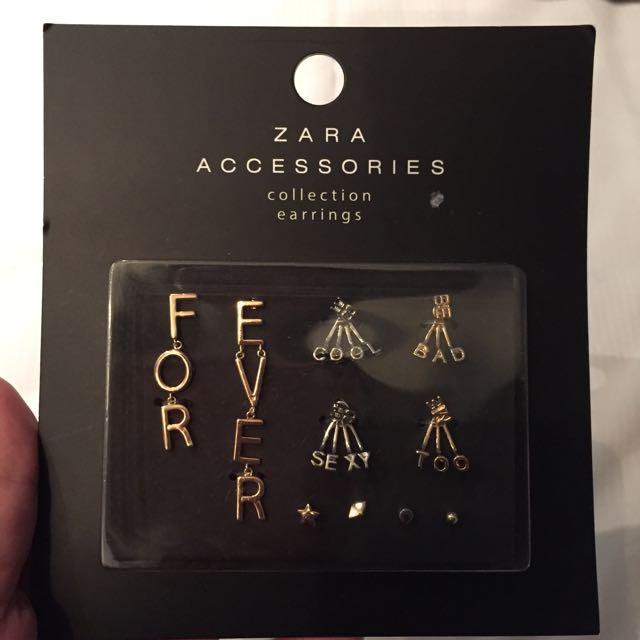 ZARA
ACCESSORIES
collection
earrings
FOR
EVER
COOL
BAD
SEXY
TOO